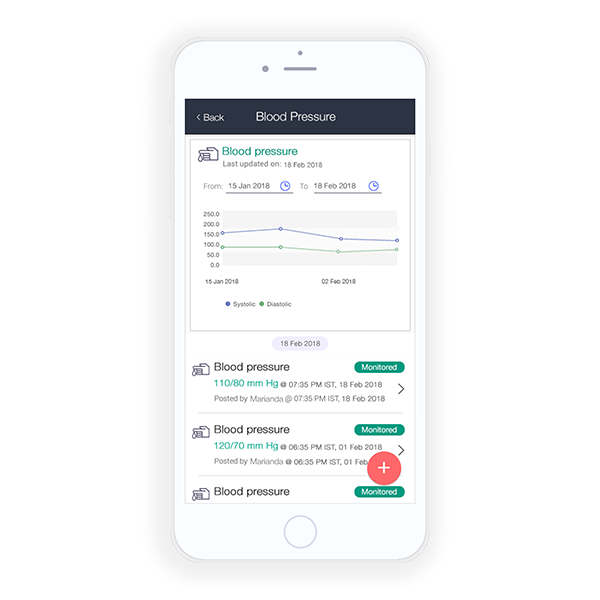 < Back Blood Pressure
Blood pressure
Last updated on: 18 Feb 2018
From: 15 Jan 2018 To 18 Feb 2018
250.0
200.0
150.0
100.0
50.0
0.0
15 Jan 2018 02 Feb 2018
Systolic Diastolic
18 Feb 2018
Blood pressure Monitored
110/80 mm Hg @ 07:35 PM IST, 18 Feb 2018
Posted by Marianda @ 07:35 PM IST, 18 Feb 2018
Blood pressure Monitored
120/70 mm Hg @ 06:35 PM IST, 01 Feb 2018
Posted by Marianda @ 06:35 PM IST, 01 Feb
+
Blood pressure Monitored